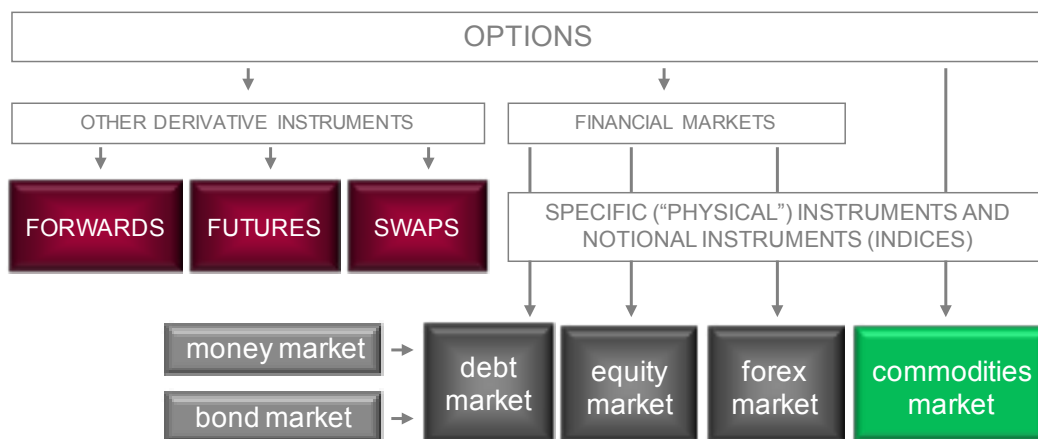 OPTIONS
OTHER DERIVATIVE INSTRUMENTS
FINANCIAL MARKETS
FORWARDS
FUTURES
SWAPS
SPECIFIC (“PHYSICAL”) INSTRUMENTS AND
NOTIONAL INSTRUMENTS (INDICES)
money market
bond market
debt
market
equity
market
forex
market
commodities
market